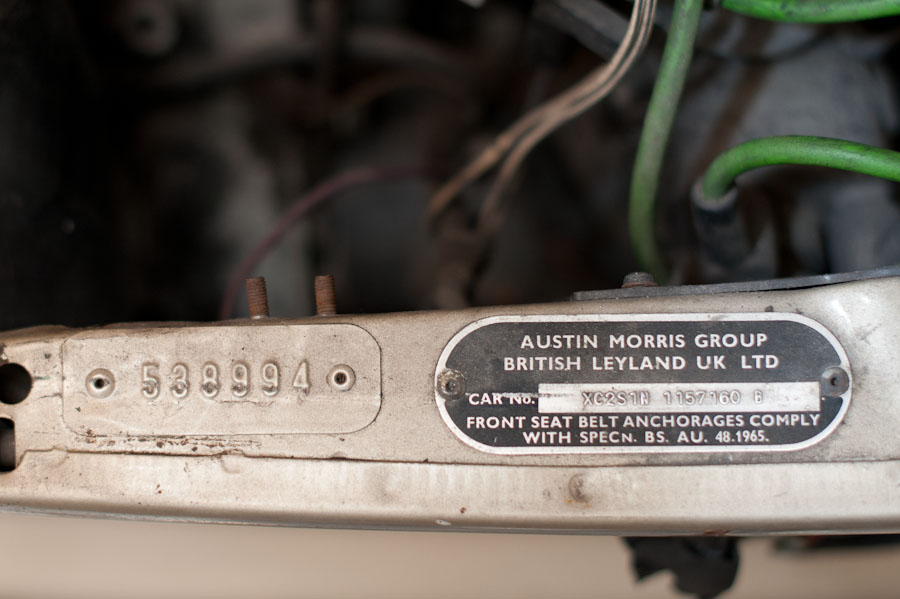 538994
AUSTIN MORRIS GROUP
BRITISH LEYLAND UK LTD
CAR No. XC2S1N 1157160 B
FRONT SEAT BELT ANCHORAGES COMPLY
WITH SPECN. BS. AU. 48.1965.